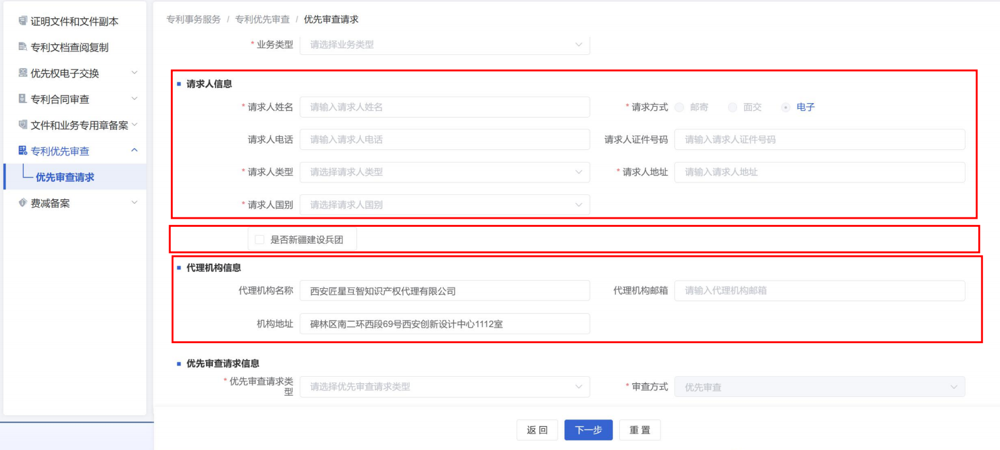 证明文件和文件副本
专利文档查阅复制
优先权电子交换
专利合同审查
文件和业务专用章备案
专利优先审查
优先审查请求
费减备案
专利事务服务 / 专利优先审查 / 优先审查请求
* 业务类型 请选择业务类型
请求人信息
* 请求人姓名 请输入请求人姓名 * 请求方式 邮寄 面交 电子
请求人电话 请输入请求人电话 请求人证件号码 请输入请求人证件号码
* 请求人类型 请选择请求人类型 * 请求人地址 请输入请求人地址
* 请求人国别 请选择请求人国别
是否新疆建设兵团
代理机构信息
代理机构名称 西安匠星互智知识产权代理有限公司 代理机构邮箱 请输入代理机构邮箱
机构地址 碑林区南二环西段69号西安创新设计中心1112室
优先审查请求信息
* 优先审查请求类
型 请选择优先审查请求类型 * 审查方式 优先审查
返回 下一步 重置